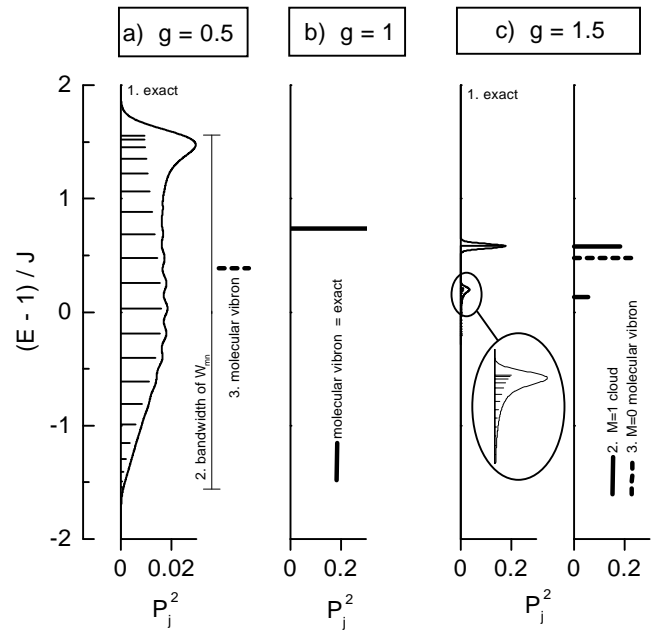 a) g = 0.5
b) g = 1
c) g = 1.5
1. exact
1. exact
2
1
0
-1
-2
(E - 1) / J
2. bandwidth of W_mn
3. molecular vibron
molecular vibron = exact
2. M=1 cloud
3. M=0 molecular vibron
0 0.02
0 0.2
0 0.2
0 0.2
P_j^2
P_j^2
P_j^2